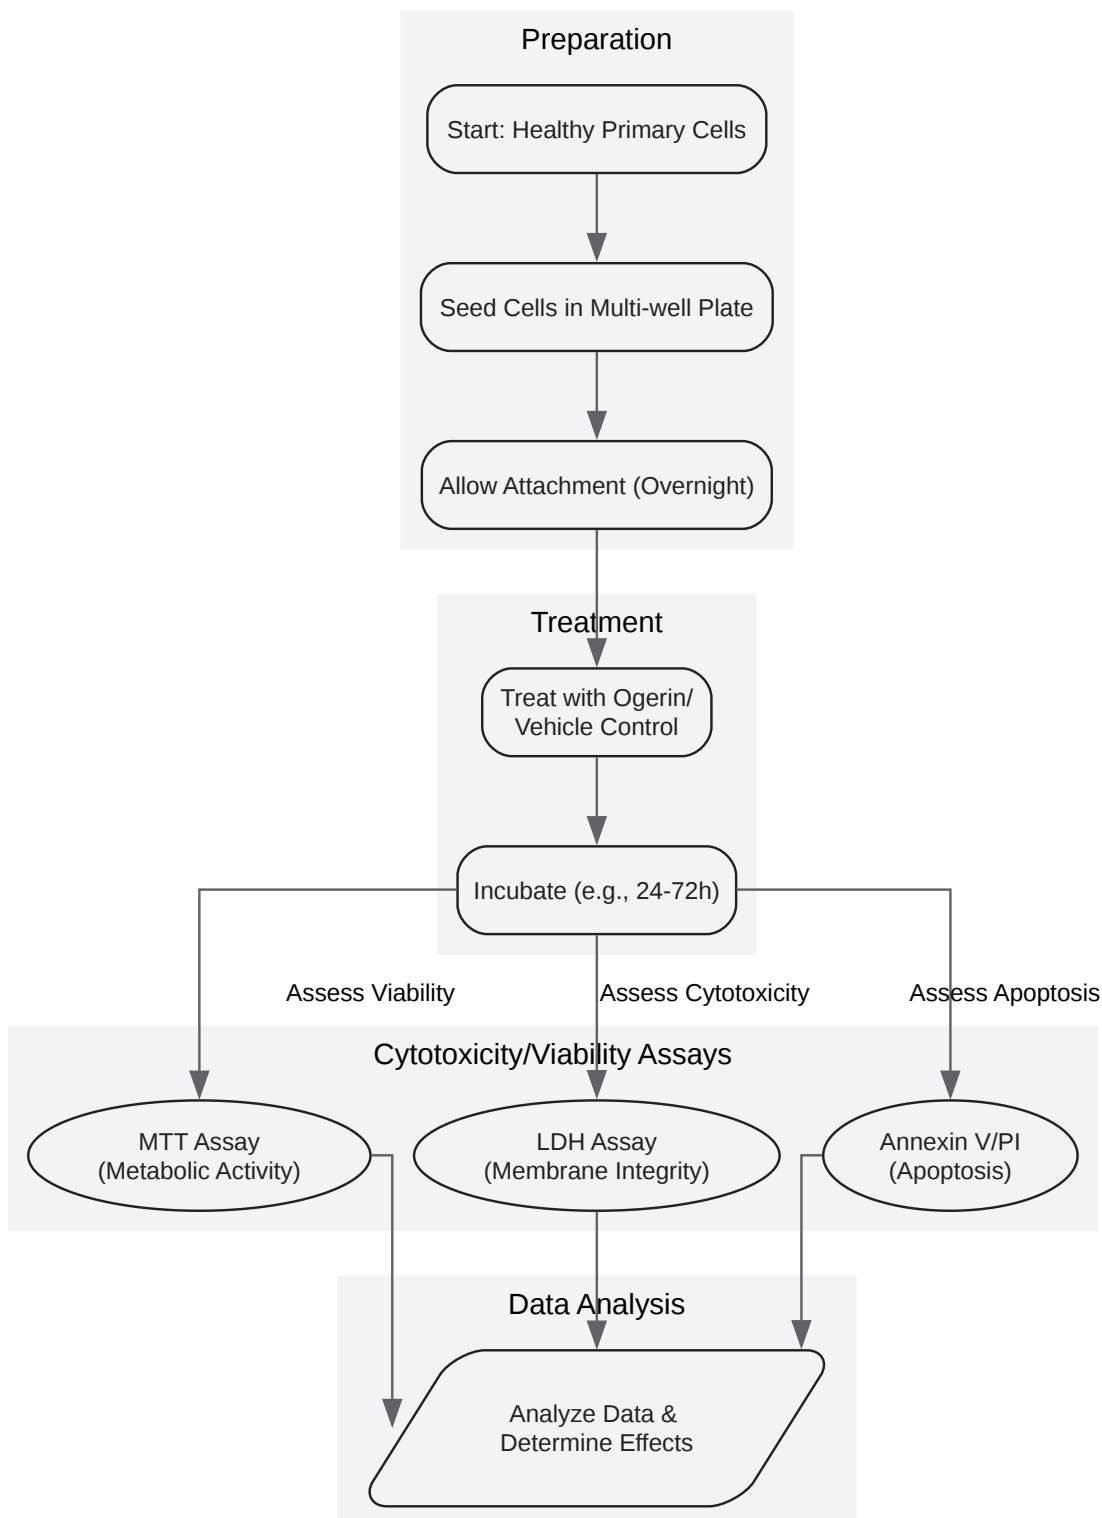 Preparation
Start: Healthy Primary Cells
Seed Cells in Multi-well Plate
Allow Attachment (Overnight)
Treatment
Treat with Ogerin/
Vehicle Control
Incubate (e.g., 24-72h)
Assess Viability
Assess Cytotoxicity
Assess Apoptosis
Cytotoxicity/Viability Assays
MTT Assay
(Metabolic Activity)
LDH Assay
(Membrane Integrity)
Annexin V/PI
(Apoptosis)
Data Analysis
Analyze Data &
Determine Effects